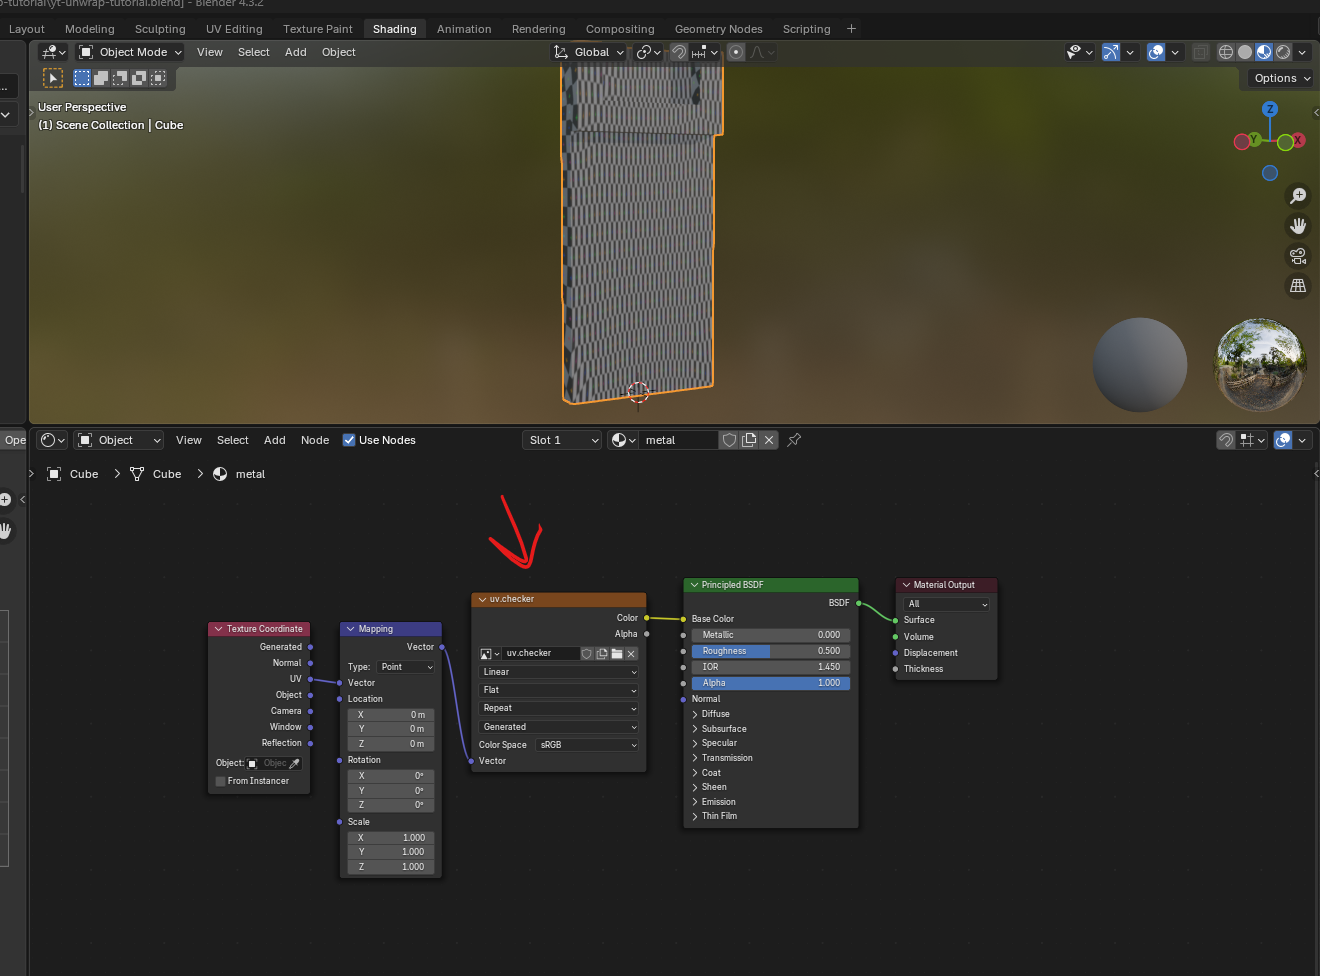 p-tutorial\yt-unwrap-tutorial.blend] - Blender 4.3.2
Layout Modeling Sculpting UV Editing Texture Paint Shading Animation Rendering Compositing Geometry Nodes Scripting +
Object Mode View Select Add Object Global
Options
User Perspective
(1) Scene Collection | Cube
Z
Y X
Ope Object View Select Add Node Use Nodes Slot 1 metal
Cube > Cube > metal
Texture Coordinate
Generated
Normal
UV
Object
Camera
Window
Reflection
Object: Objec
From Instancer
Mapping
Vector
Type: Point
Vector
Location
X 0 m
Y 0 m
Z 0 m
Rotation
X 0°
Y 0°
Z 0°
Scale
X 1.000
Y 1.000
Z 1.000
uv.checker
Color
Alpha
uv.checker
Linear
Flat
Repeat
Generated
Color Space sRGB
Vector
Principled BSDF
BSDF
Base Color
Metallic 0.000
Roughness 0.500
IOR 1.450
Alpha 1.000
Normal
Diffuse
Subsurface
Specular
Transmission
Coat
Sheen
Emission
Thin Film
Material Output
All
Surface
Volume
Displacement
Thickness